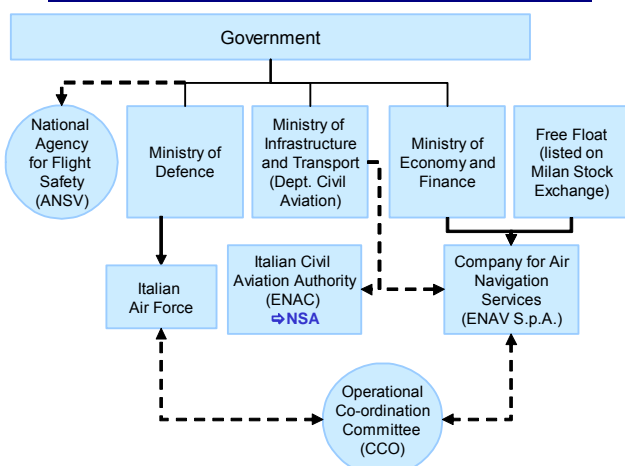 Government
National
Agency
for Flight
Safety
(ANSV)
Ministry of
Defence
Ministry of
Infrastructure
and Transport
(Dept. Civil
Aviation)
Ministry of
Economy and
Finance
Free Float
(listed on
Milan Stock
Exchange)
Italian
Air Force
Italian Civil
Aviation Authority
(ENAC)
⇨NSA
Company for Air
Navigation
Services
(ENAV S.p.A.)
Operational
Co-ordination
Committee
(CCO)